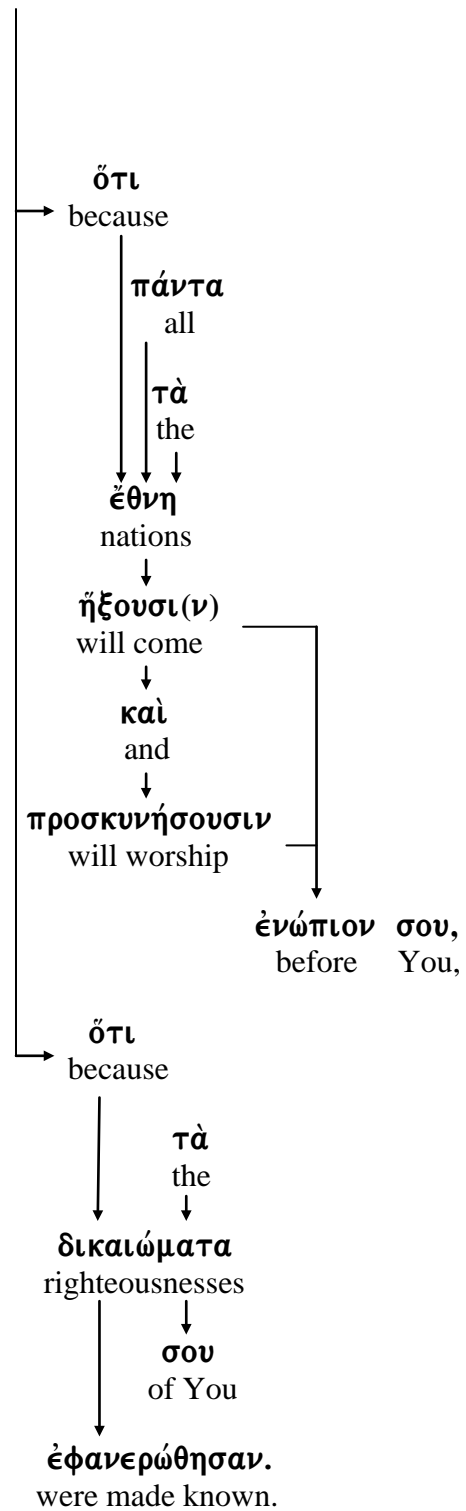 ὅτι
because
πάντα
all
τὰ
the
ἔθνη
nations
ἥξουσι(ν)
will come
καὶ
and
προσκυνήσουσιν
will worship
ἐνώπιον σου,
before You,
ὅτι
because
τὰ
the
δικαιώματα
righteousnesses
σου
of You
ἐφανερώθησαν.
were made known.